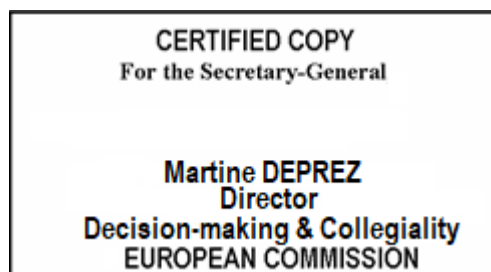 CERTIFIED COPY
For the Secretary-General
Martine DEPREZ
Director
Decision-making & Collegiality
EUROPEAN COMMISSION